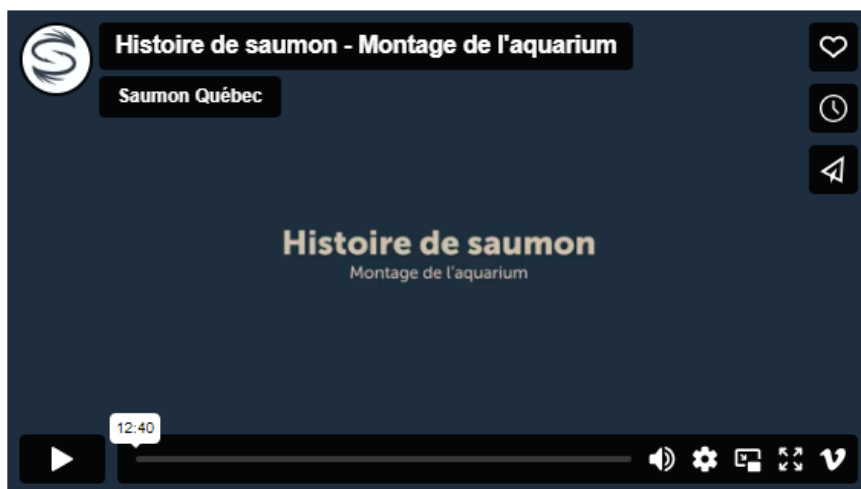 Histoire de saumon - Montage de l'aquarium
Saumon Québec
Histoire de saumon
Montage de l'aquarium
12:40